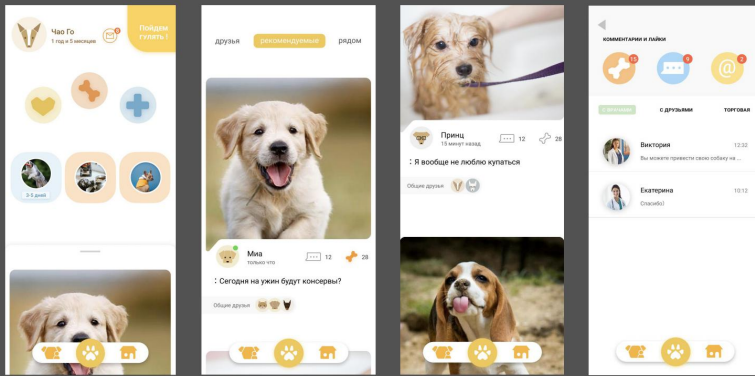 Чао Го
1 год и 5 месяцев
8
Пойдем
гулять !
3-5 дней
друзья
рекомендуемые
рядом
Миа
только что
12
28
: Сегодня на ужин будут консервы?
Общие друзья
Принц
15 минут назад
12
28
: Я вообще не люблю купаться
Общие друзья
КОММЕНТАРИИ И ЛАЙКИ
15
9
@
2
С ВРАЧАМИ
С ДРУЗЬЯМИ
ТОРГОВАЯ
Виктория
12:32
Вы можете привести свою собаку на ...
Екатерина
10:12
Спасибо!